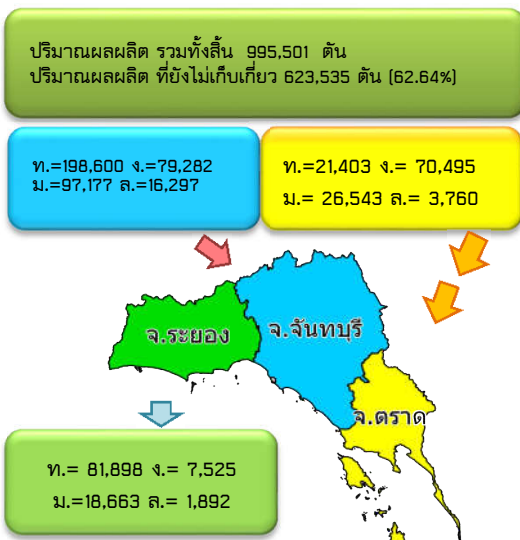 ปริมาณผลผลิต รวมทั้งสิ้น 995,501 ตัน
ปริมาณผลผลิต ที่ยังไม่เก็บเกี่ยว 623,535 ตัน (62.64%)
ท.=198,600 ง.=79,282
ม.=97,177 ล.=16,297
ท.=21,403 ง.= 70,495
ม.= 26,543 ล.= 3,760
จ.ระยอง
จ.จันทบุรี
จ.ตราด
ท.= 81,898 ง.= 7,525
ม.=18,663 ล.= 1,892